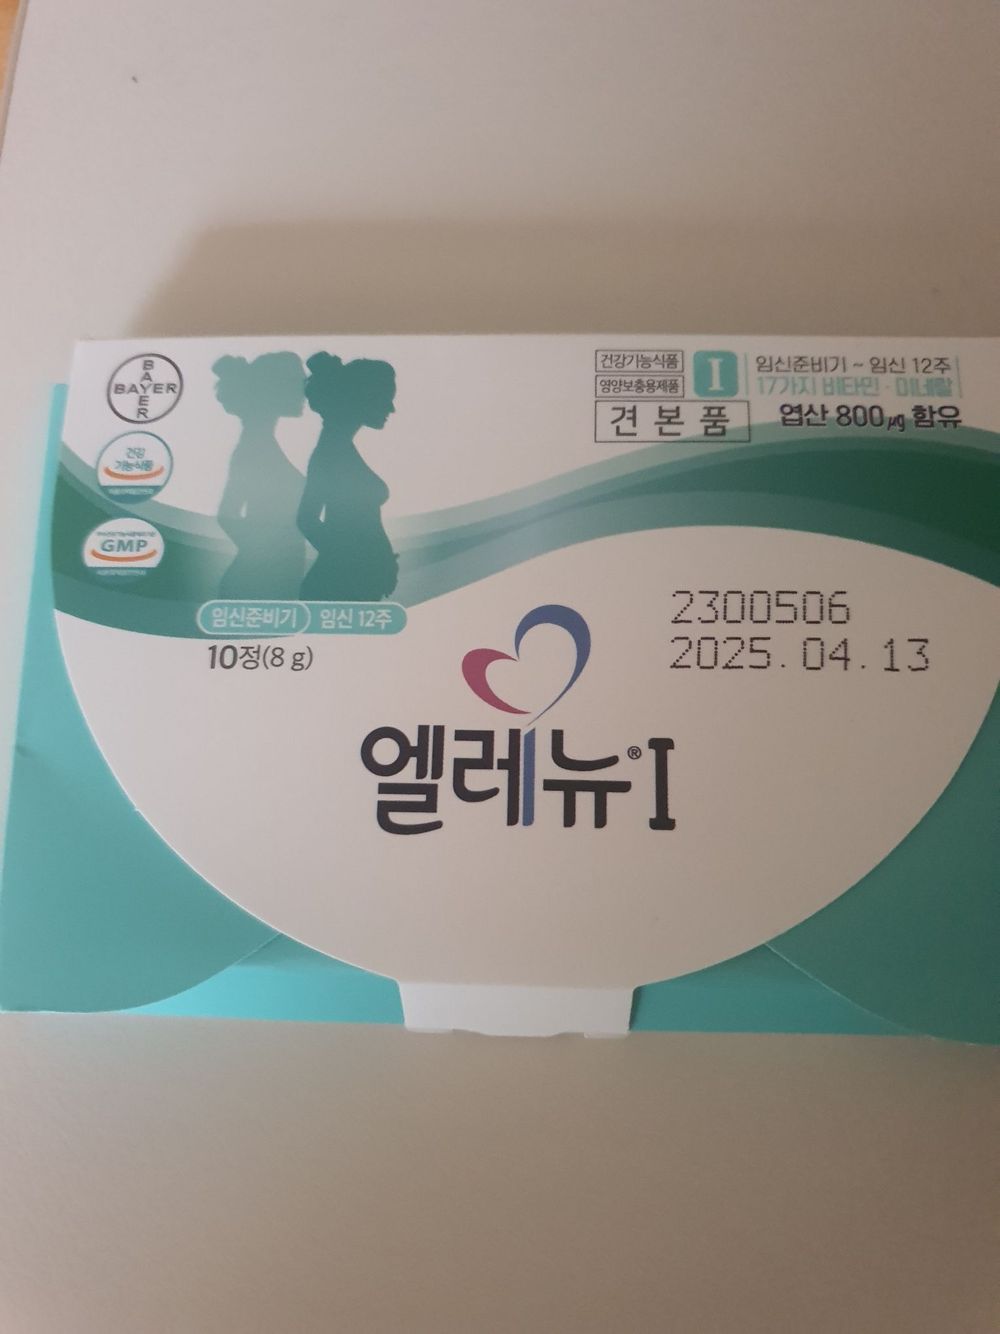 BAYER
BAYER
건강
기능식품
GMP
건강기능식품
영양보충용제품
견본품
I
임신준비기 ~ 임신 12주
17가지 비타민 · 미네랄
엽산 800㎍ 함유
임신준비기 임신 12주
10정(8 g)
2300506
2025.04.13
엘레뉴® I